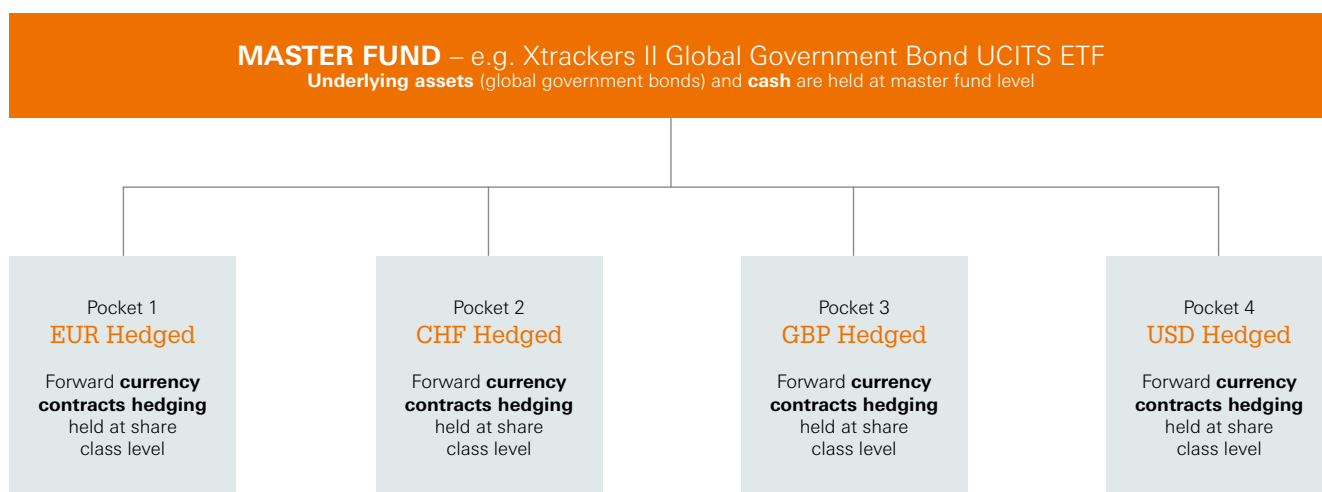 MASTER FUND – e.g. Xtrackers II Global Government Bond UCITS ETF
Underlying assets (global government bonds) and cash are held at master fund level
Pocket 1
EUR Hedged
Forward currency
contracts hedging
held at share
class level
Pocket 2
CHF Hedged
Forward currency
contracts hedging
held at share
class level
Pocket 3
GBP Hedged
Forward currency
contracts hedging
held at share
class level
Pocket 4
USD Hedged
Forward currency
contracts hedging
held at share
class level